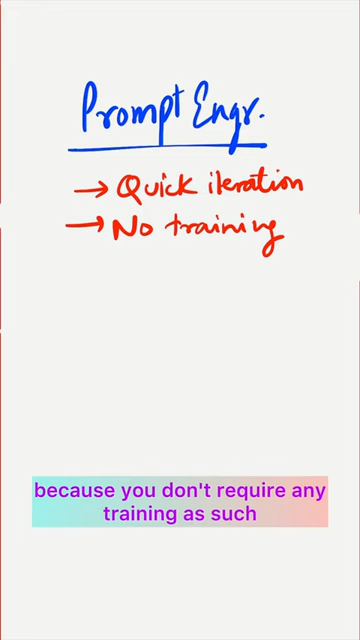 Prompt Engr.
→ Quick iteration
→ No training
because you don't require any
training as such